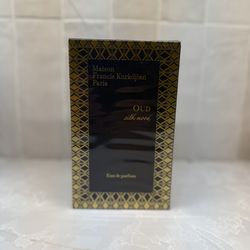 Maison
Francis Kurkdjian
Paris
OUD
silk mood
Eau de parfum